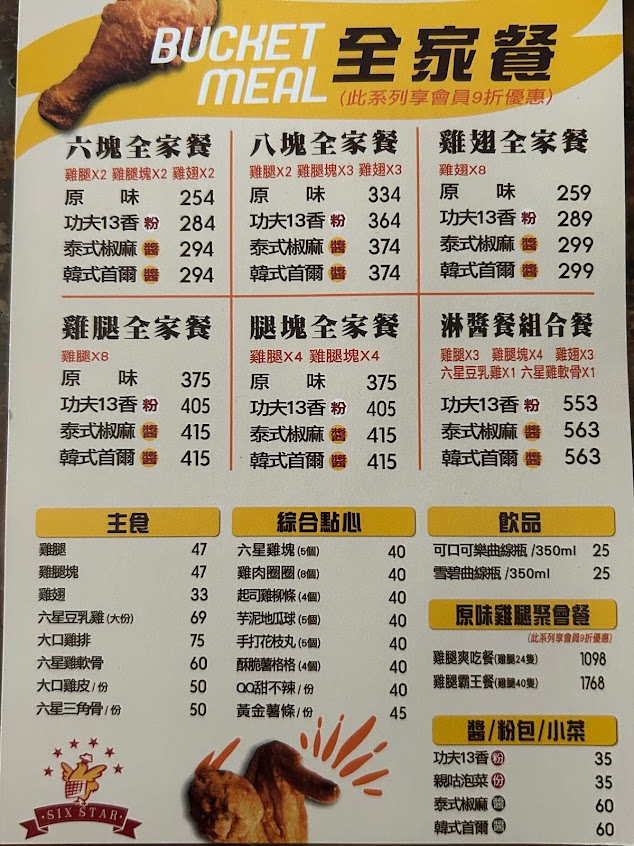 BUCKET MEAL 全家餐
(此系列享會員9折優惠)
六塊全家餐
雞腿X2 雞腿塊X2 雞翅X2
原 味 254
功夫13香 粉 284
泰式椒麻 醬 294
韓式首爾 醬 294
八塊全家餐
雞腿X2 雞腿塊X3 雞翅X3
原 味 334
功夫13香 粉 364
泰式椒麻 醬 374
韓式首爾 醬 374
雞翅全家餐
雞翅X8
原 味 259
功夫13香 粉 289
泰式椒麻 醬 299
韓式首爾 醬 299
雞腿全家餐
雞腿X8
原 味 375
功夫13香 粉 405
泰式椒麻 醬 415
韓式首爾 醬 415
腿塊全家餐
雞腿X4 雞腿塊X4
原 味 375
功夫13香 粉 405
泰式椒麻 醬 415
韓式首爾 醬 415
淋醬餐組合餐
雞腿X3 雞腿塊X4 雞翅X3
六星豆乳雞X1 六星雞軟骨X1
功夫13香 粉 553
泰式椒麻 醬 563
韓式首爾 醬 563
主食
雞腿 47
雞腿塊 47
雞翅 33
六星豆乳雞(大份) 69
大口雞排 75
六星雞軟骨 60
大口雞皮/份 50
六星三角骨/份 50
SIX STAR
綜合點心
六星雞塊(5個) 40
雞肉圈圈(8個) 40
起司雞柳條(4個) 40
芋泥地瓜球(5個) 40
手打花枝丸(5個) 40
酥脆薯格格(4個) 40
QQ甜不辣/份 40
黃金薯條/份 45
飲品
可口可樂曲線瓶/350ml 25
雪碧曲線瓶/350ml 25
原味雞腿聚會餐
(此系列享會員9折優惠)
雞腿爽吃餐(雞腿24隻) 1098
雞腿霸王餐(雞腿40隻) 1768
醬/粉包/小菜
功夫13香 粉 35
親咕泡菜 份 35
泰式椒麻 醬 60
韓式首爾 醬 60